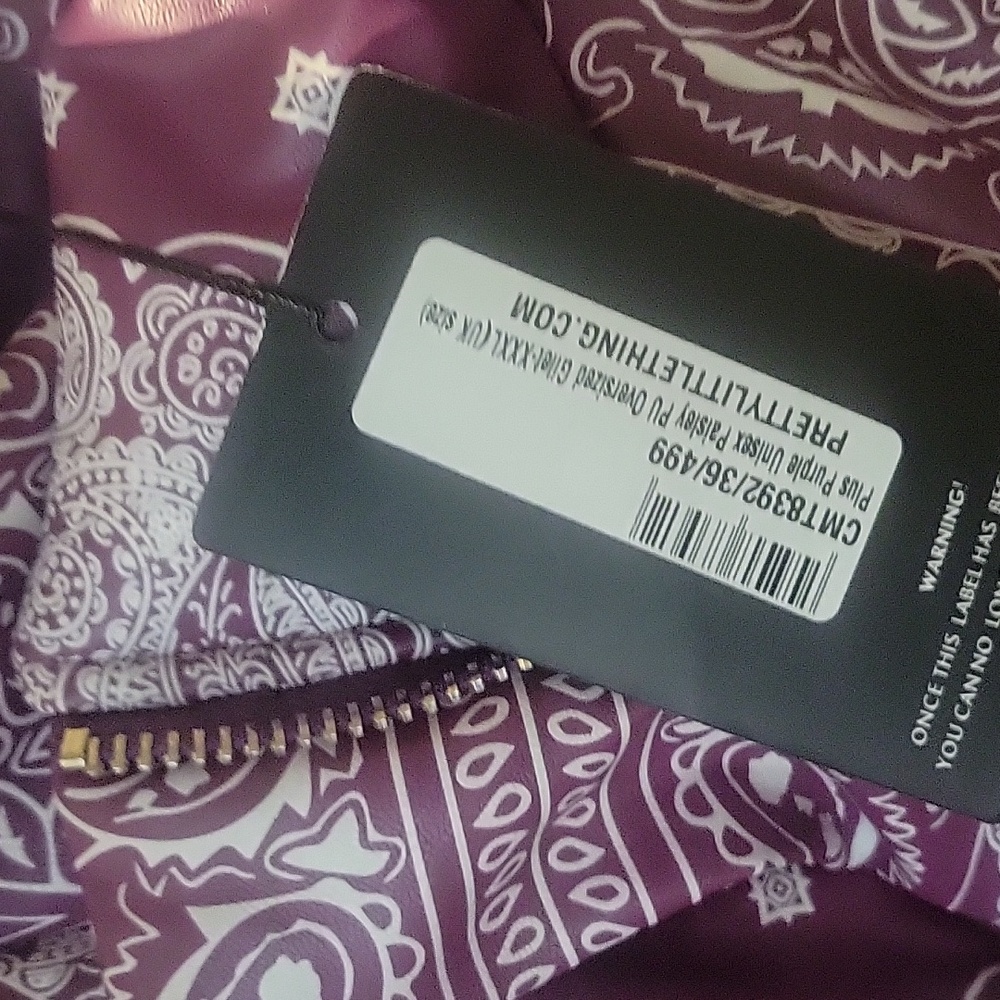 PRETTYLITTLETHING.COM
Plus Purple Unisex Paisley PU Oversized Gilet-XXXL (UK size)
CMT8392/36/499
WARNING!
ONCE THIS LABEL HAS
YOU CAN NO